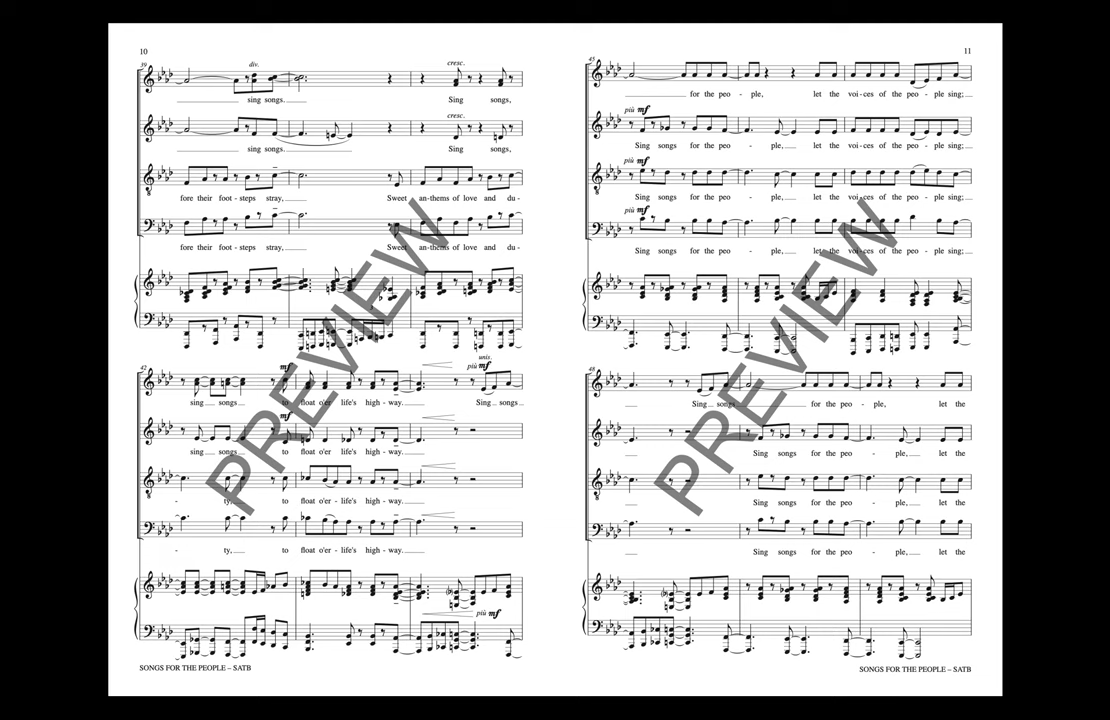 10
39
div.
cresc.
sing songs.
Sing songs,
cresc.
sing songs.
Sing songs,
fore their foot - steps stray,
Sweet an-thems of love and du-
fore their foot - steps stray,
Sweet an-thems of love and du-
42
mf
unis.
più mf
sing songs to float o'er life's high - way.
Sing songs
mf
sing songs to float o'er life's high - way.
- ty, to float o'er - life's high - way.
- ty, to float o'er - life's high - way.
più mf
SONGS FOR THE PEOPLE – SATB
11
45
for the peo - ple, let the voi - ces of the peo - ple sing;
più mf
Sing songs for the peo - ple, let the voi - ces of the peo - ple sing;
più mf
Sing songs for the peo - ple, let the voi - ces of the peo - ple sing;
più mf
Sing songs for the peo - ple, let the voi - ces of the peo - ple sing;
48
Sing songs for the peo - ple, let the
Sing songs for the peo - ple, let the
Sing songs for the peo - ple, let the
Sing songs for the peo - ple, let the
SONGS FOR THE PEOPLE – SATB
PREVIEW
PREVIEW